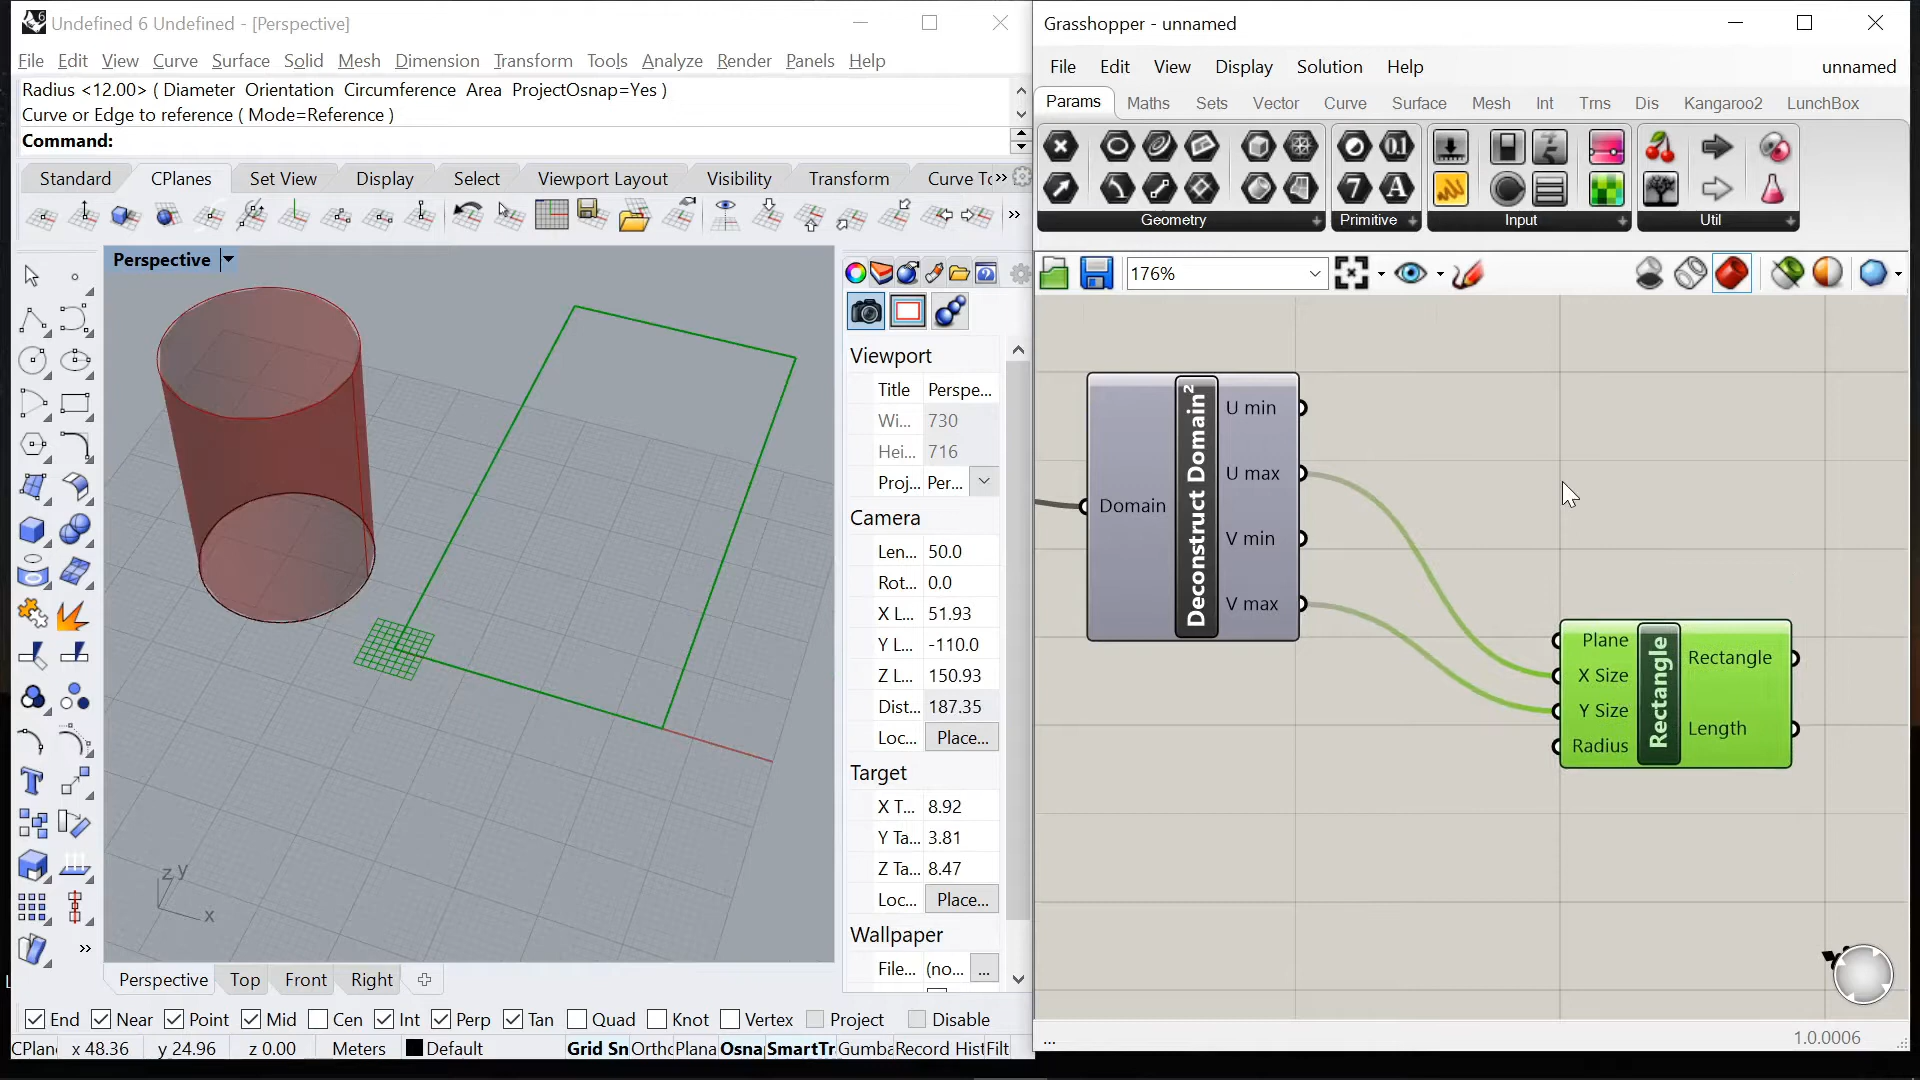 Undefined 6 Undefined - [Perspective]
File Edit View Curve Surface Solid Mesh Dimension Transform Tools Analyze Render Panels Help
Radius <12.00> ( Diameter Orientation Circumference Area ProjectOsnap=Yes )
Curve or Edge to reference ( Mode=Reference )
Command:
Standard CPlanes Set View Display Select Viewport Layout Visibility Transform Curve To »
»
Perspective
Viewport
Title Perspe...
Wi... 730
Hei... 716
Proj... Per...
Camera
Len... 50.0
Rot... 0.0
X L... 51.93
Y L... -110.0
Z L... 150.93
Dist... 187.35
Loc... Place...
Target
X T... 8.92
Y Ta... 3.81
Z Ta... 8.47
Loc... Place...
Wallpaper
File... (no... ...
z y
x
»
Perspective Top Front Right
End Near Point Mid Cen Int Perp Tan Quad Knot Vertex Project Disable
CPlan x 48.36 y 24.96 z 0.00 Meters Default Grid Sn Ortho Plana Osna SmartTr Gumba Record Hist Filt
Grasshopper - unnamed
File Edit View Display Solution Help unnamed
Params Maths Sets Vector Curve Surface Mesh Int Trns Dis Kangaroo2 LunchBox
0.1
7 A
Geometry Primitive Input Util
176%
Domain
Deconstruct Domain²
U min
U max
V min
V max
Plane
X Size
Y Size
Radius
Rectangle
Rectangle
Length
... 1.0.0006